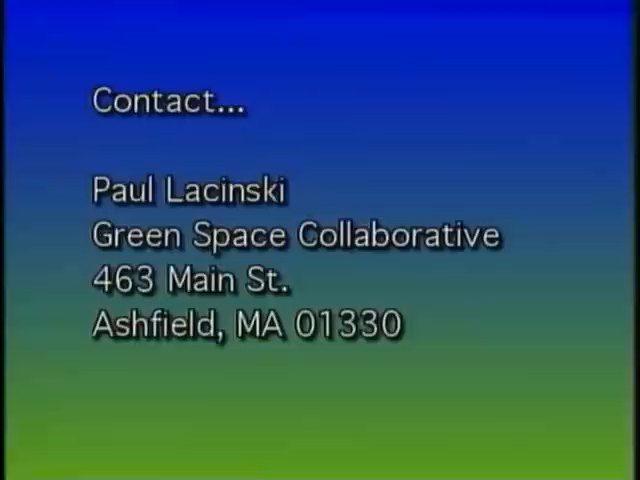 Contact...
Paul Lacinski
Green Space Collaborative
463 Main St.
Ashfield, MA 01330